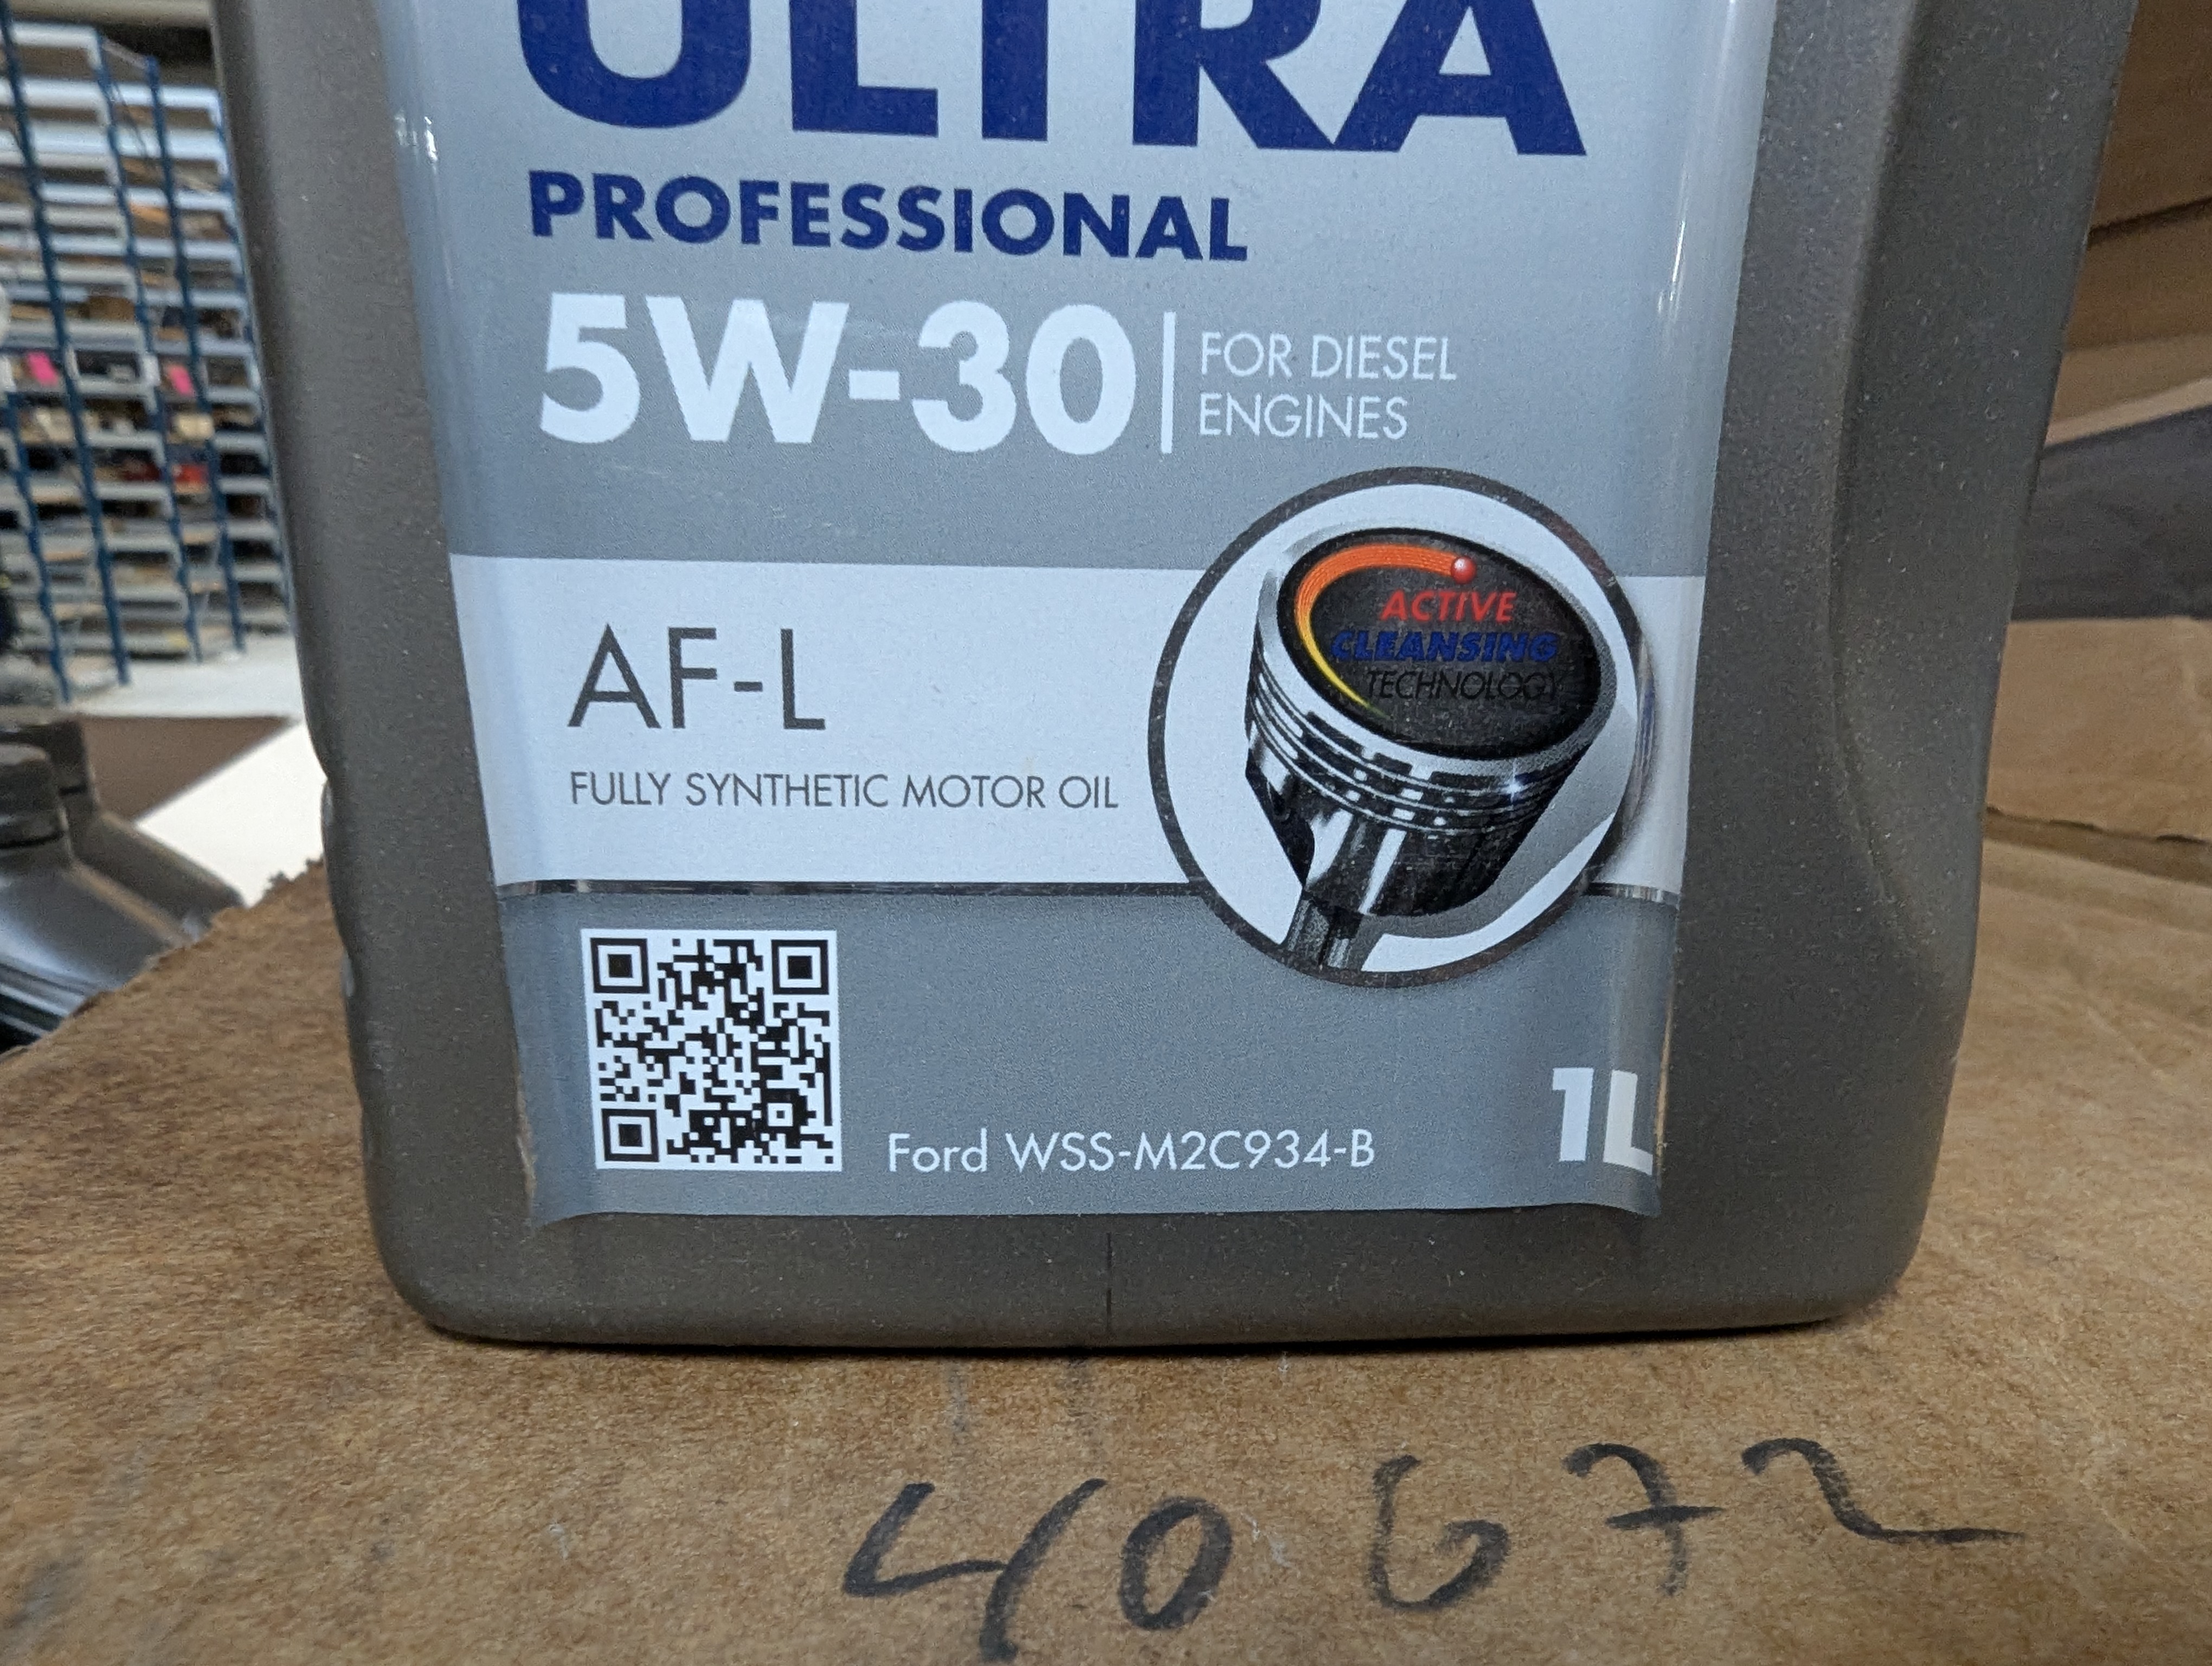 ULTRA
PROFESSIONAL
5W-30
FOR DIESEL
ENGINES
ACTIVE
CLEANSING
TECHNOLOGY
AF-L
FULLY SYNTHETIC MOTOR OIL
Ford WSS-M2C934-B
1L
40672